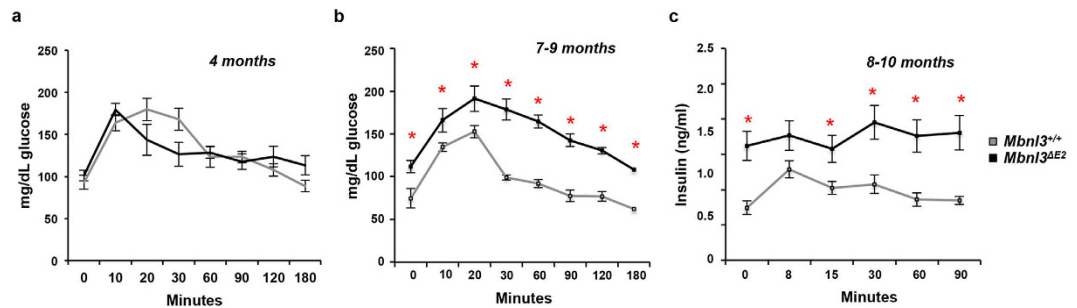 a
4 months
mg/dL glucose
250
200
150
100
50
0
0 10 20 30 60 90 120 180
Minutes
b
7-9 months
mg/dL glucose
250
200
150
100
50
0
* * * * * * * *
0 10 20 30 60 90 120 180
Minutes
c
8-10 months
Insulin (ng/ml)
2.5
2.0
1.5
1.0
0.5
0
* * * * *
0 8 15 30 60 90
Minutes
Mbnl3+/+
Mbnl3ΔE2